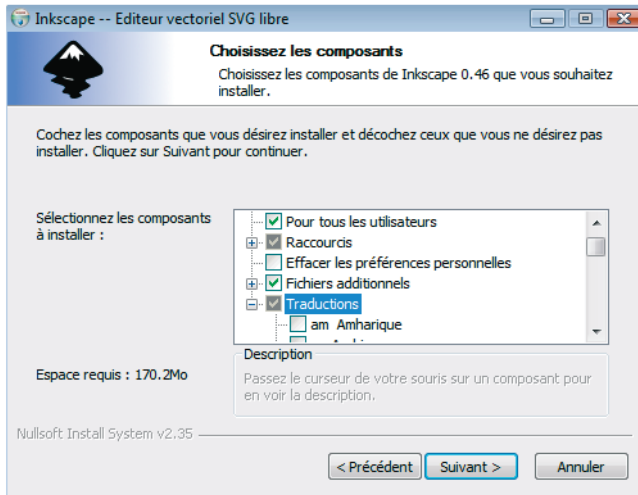 Inkscape -- Editeur vectoriel SVG libre
Choisissez les composants
Choisissez les composants de Inkscape 0.46 que vous souhaitez
installer.
Cochez les composants que vous désirez installer et décochez ceux que vous ne désirez pas
installer. Cliquez sur Suivant pour continuer.
Sélectionnez les composants
à installer :
Pour tous les utilisateurs
Raccourcis
Effacer les préférences personnelles
Fichiers additionnels
Traductions
am Amharique
Espace requis : 170.2Mo
Description
Passez le curseur de votre souris sur un composant pour
en voir la description.
Nullsoft Install System v2.35
< Précédent
Suivant >
Annuler